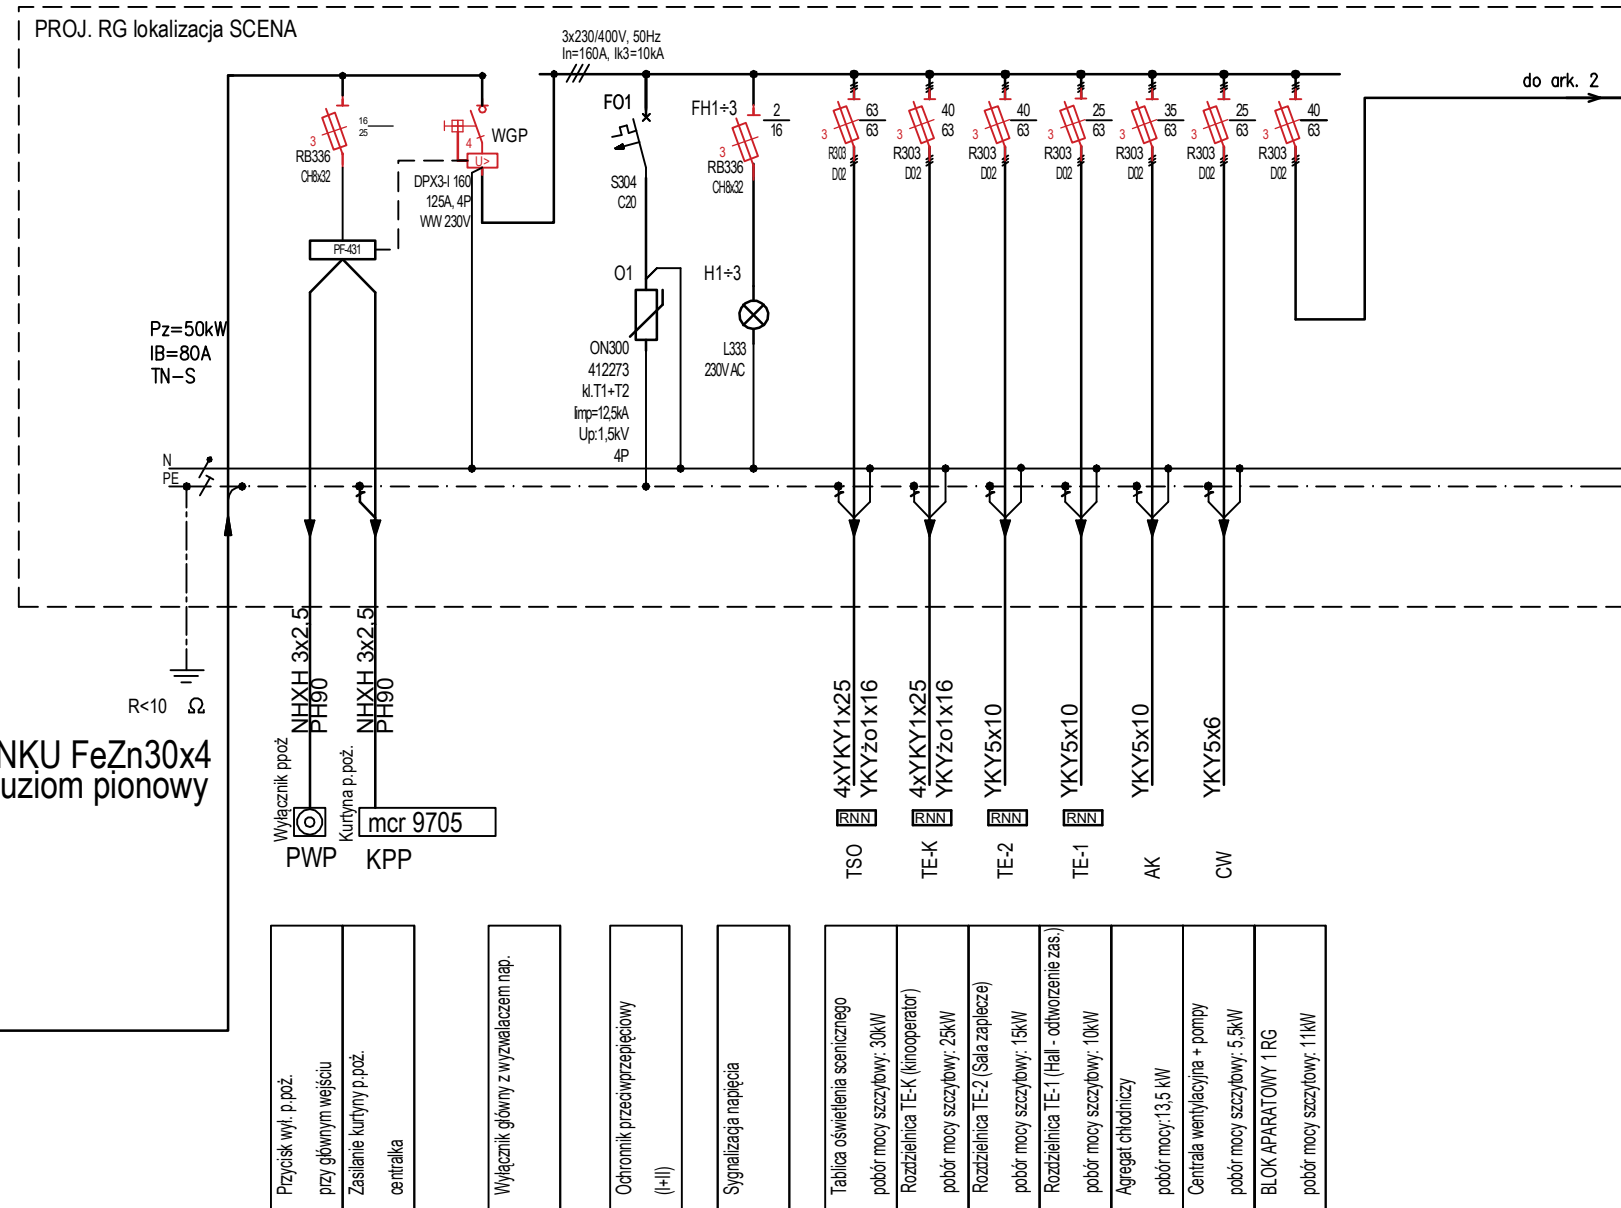 PROJ. RG lokalizacja SCENA
3x230/400V, 50Hz
In=160A, Ik3=10kA
do ark. 2
16
25
3
RB336
CH8x32
WGP
4
U>
DPX3-I 160
125A, 4P
WW 230V
PF-431
FO1
S304
C20
FH1÷3
2
16
3
RB336
CH8x32
63
63
3
R303
D02
40
63
3
R303
D02
40
63
3
R303
D02
25
63
3
R303
D02
35
63
3
R303
D02
25
63
3
R303
D02
40
63
3
R303
D02
O1
H1÷3
ON300
412273
kl.T1+T2
Iimp=12,5kA
Up:1,5kV
4P
L333
230V AC
Pz=50kW
IB=80A
TN-S
N
PE
R<10 Ω
NKU FeZn30x4
uziom pionowy
NHXH 3x2,5
PH90
NHXH 3x2,5
PH90
Wyłącznik ppoż
Kurtyna p.poż.
mcr 9705
PWP
KPP
4xYKY1x25
YKYżo1x16
4xYKY1x25
YKYżo1x16
YKY5x10
YKY5x10
YKY5x10
YKY5x6
RNN
RNN
RNN
RNN
TSO
TE-K
TE-2
TE-1
AK
CW
Przycisk wył. p.poż.
przy głównym wejściu
Zasilanie kurtyny p.poż.
centralka
Wyłącznik główny z wyzwalaczem nap.
Ochronnik przeciwprzepięciowy
(I+II)
Sygnalizacja napięcia
Tablica oświetlenia scenicznego
pobór mocy szczytowy: 30kW
Rozdzielnica TE-K (kinooperator)
pobór mocy szczytowy: 25kW
Rozdzielnica TE-2 (Sala zaplecze)
pobór mocy szczytowy: 15kW
Rozdzielnica TE-1 (Hall - odtworzenie zas.)
pobór mocy szczytowy: 10kW
Agregat chłodniczy
pobór mocy:13,5 kW
Centrala wentylacyjna + pompy
pobór mocy szczytowy: 5,5kW
BLOK APARATOWY 1 RG
pobór mocy szczytowy: 11kW